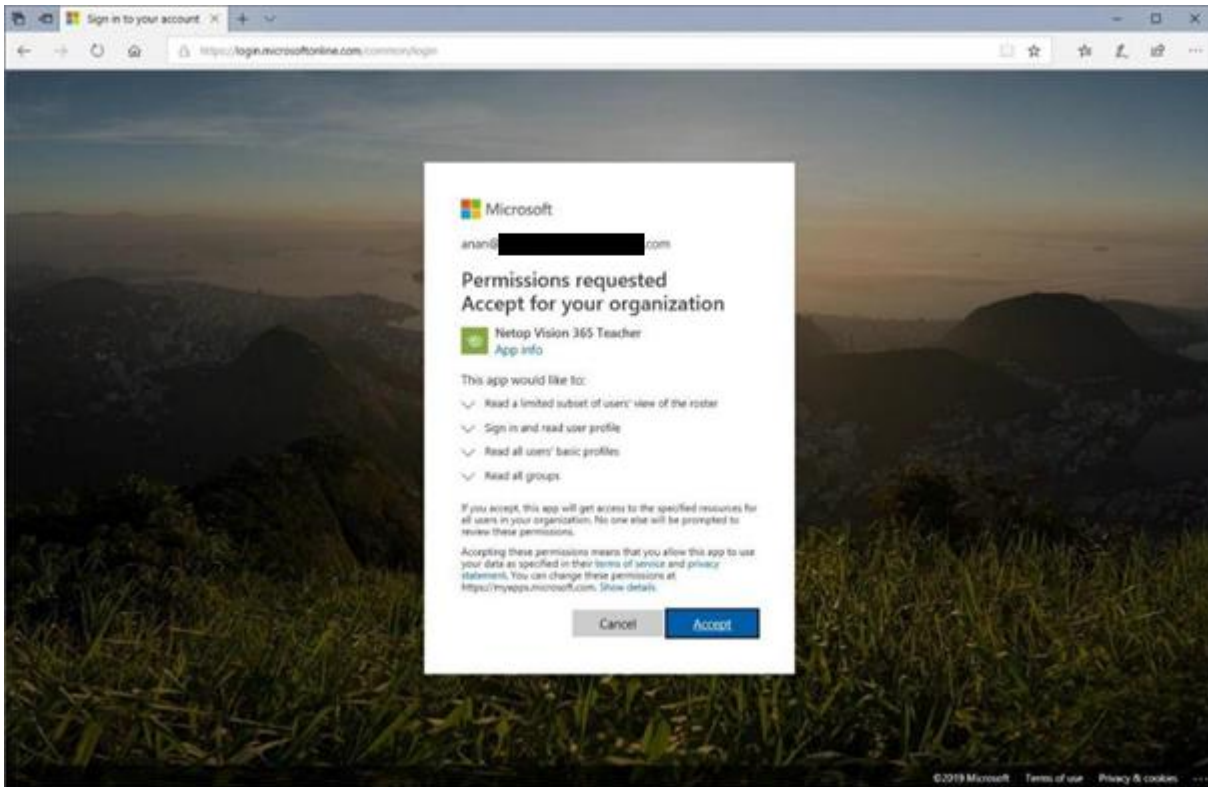 Sign in to your account
https://login.microsoftonline.com/common/login
Microsoft
anan@
.com
Permissions requested
Accept for your organization
Netop Vision 365 Teacher
App info
This app would like to:
Read a limited subset of users' view of the roster
Sign in and read user profile
Read all users' basic profiles
Read all groups
If you accept, this app will get access to the specified resources for
all users in your organization. No one else will be prompted to
review these permissions.
Accepting these permissions means that you allow this app to use
your data as specified in their terms of service and privacy
statement. You can change these permissions at
https://myapps.microsoft.com. Show details
Cancel
Accept
©2019 Microsoft Terms of use Privacy & cookies ...